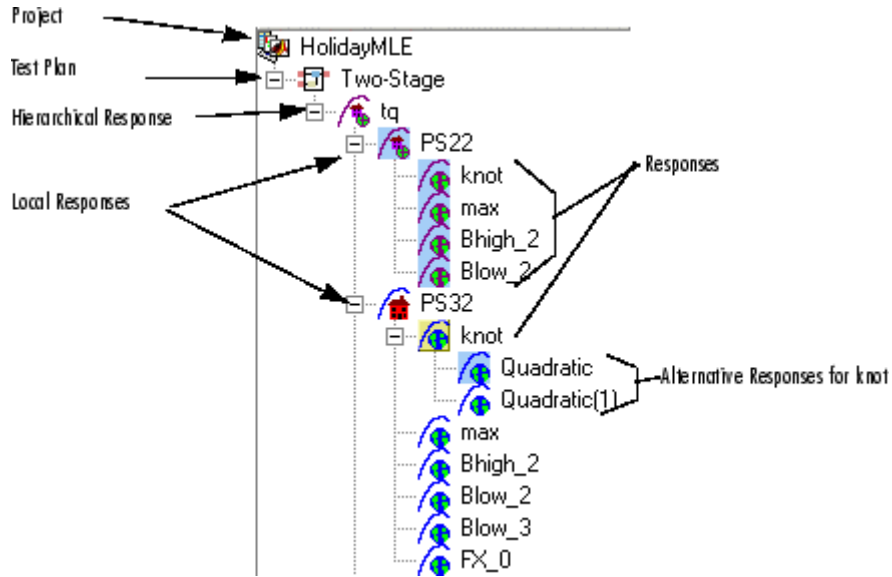 Project
HolidayMLE
Test Plan
Two-Stage
Hierarchical Response
tq
PS22
Responses
knot
Local Responses
max
Bhigh_2
Blow_2
PS32
knot
Quadratic
Alternative Responses for knot
Quadratic(1)
max
Bhigh_2
Blow_2
Blow_3
FX_0